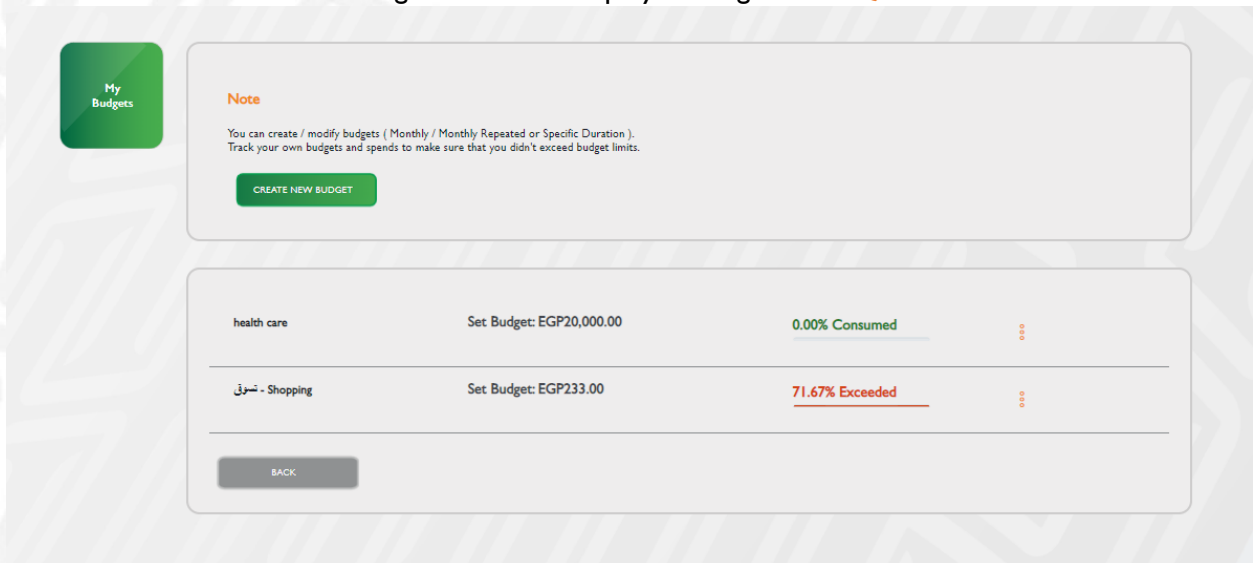 My
Budgets
Note
You can create / modify budgets ( Monthly / Monthly Repeated or Specific Duration ).
Track your own budgets and spends to make sure that you didn't exceed budget limits.
CREATE NEW BUDGET
health care Set Budget: EGP20,000.00 0.00% Consumed
تسوق - Shopping Set Budget: EGP233.00 71.67% Exceeded
BACK